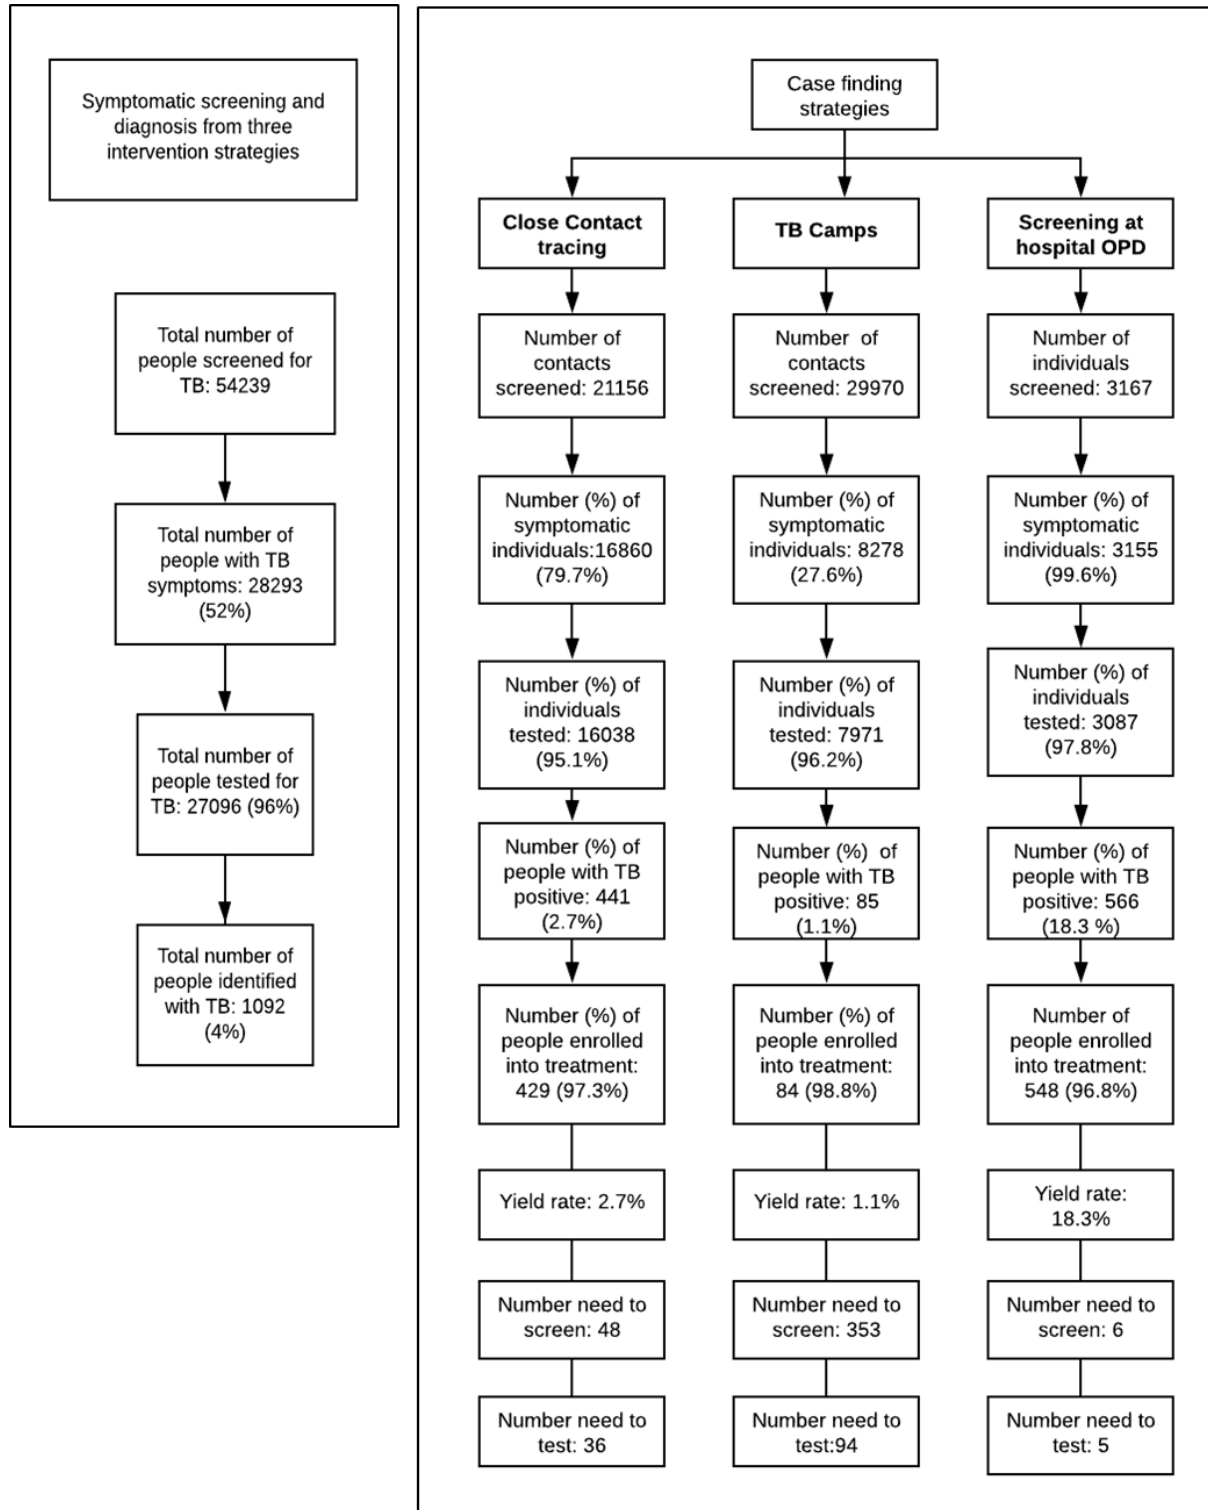 Symptomatic screening and
diagnosis from three
intervention strategies
Total number of
people screened for
TB: 54239
Total number of
people with TB
symptoms: 28293
(52%)
Total number of
people tested for
TB: 27096 (96%)
Total number of
people identified
with TB: 1092
(4%)
Case finding
strategies
Close Contact
tracing
Number of
contacts
screened: 21156
Number (%) of
symptomatic
individuals:16860
(79.7%)
Number (%) of
individuals
tested: 16038
(95.1%)
Number (%) of
people with TB
positive: 441
(2.7%)
Number (%) of
people enrolled
into treatment:
429 (97.3%)
Yield rate: 2.7%
Number need to
screen: 48
Number need to
test: 36
TB Camps
Number of
contacts
screened: 29970
Number (%) of
symptomatic
individuals: 8278
(27.6%)
Number (%) of
individuals
tested: 7971
(96.2%)
Number (%) of
people with TB
positive: 85
(1.1%)
Number (%) of
people enrolled
into treatment:
84 (98.8%)
Yield rate: 1.1%
Number need to
screen: 353
Number need to
test:94
Screening at
hospital OPD
Number of
individuals
screened: 3167
Number (%) of
symptomatic
individuals: 3155
(99.6%)
Number (%) of
individuals
tested: 3087
(97.8%)
Number (%) of
people with TB
positive: 566
(18.3 %)
Number of
people enrolled
into treatment:
548 (96.8%)
Yield rate:
18.3%
Number need to
screen: 6
Number need to
test: 5